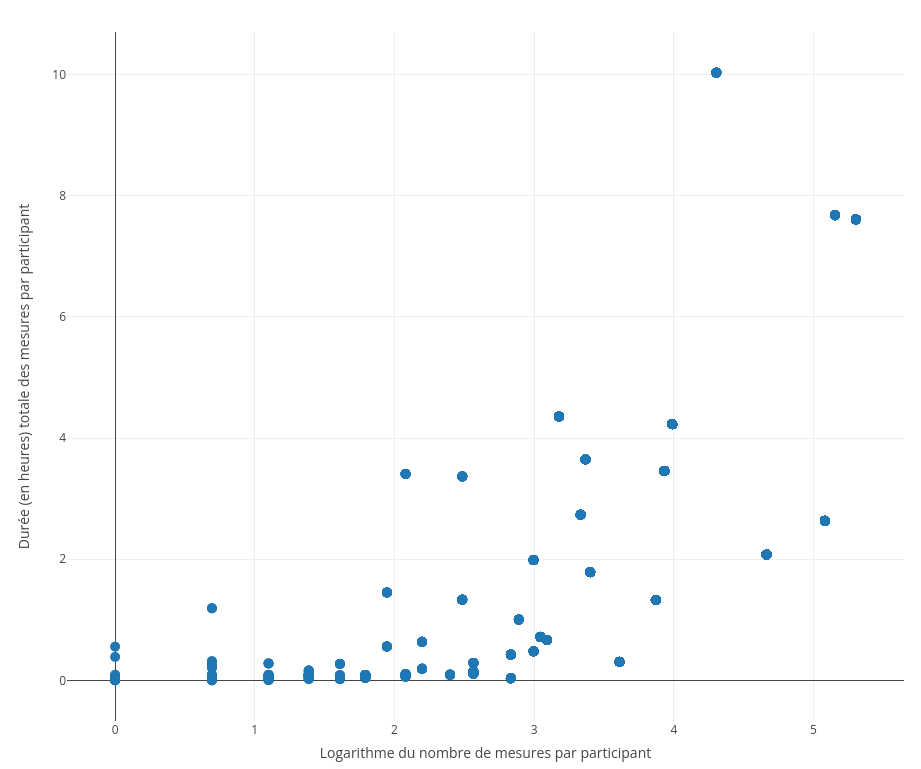 Durée (en heures) totale des mesures par participant
10
8
6
4
2
0
0 1 2 3 4 5
Logarithme du nombre de mesures par participant